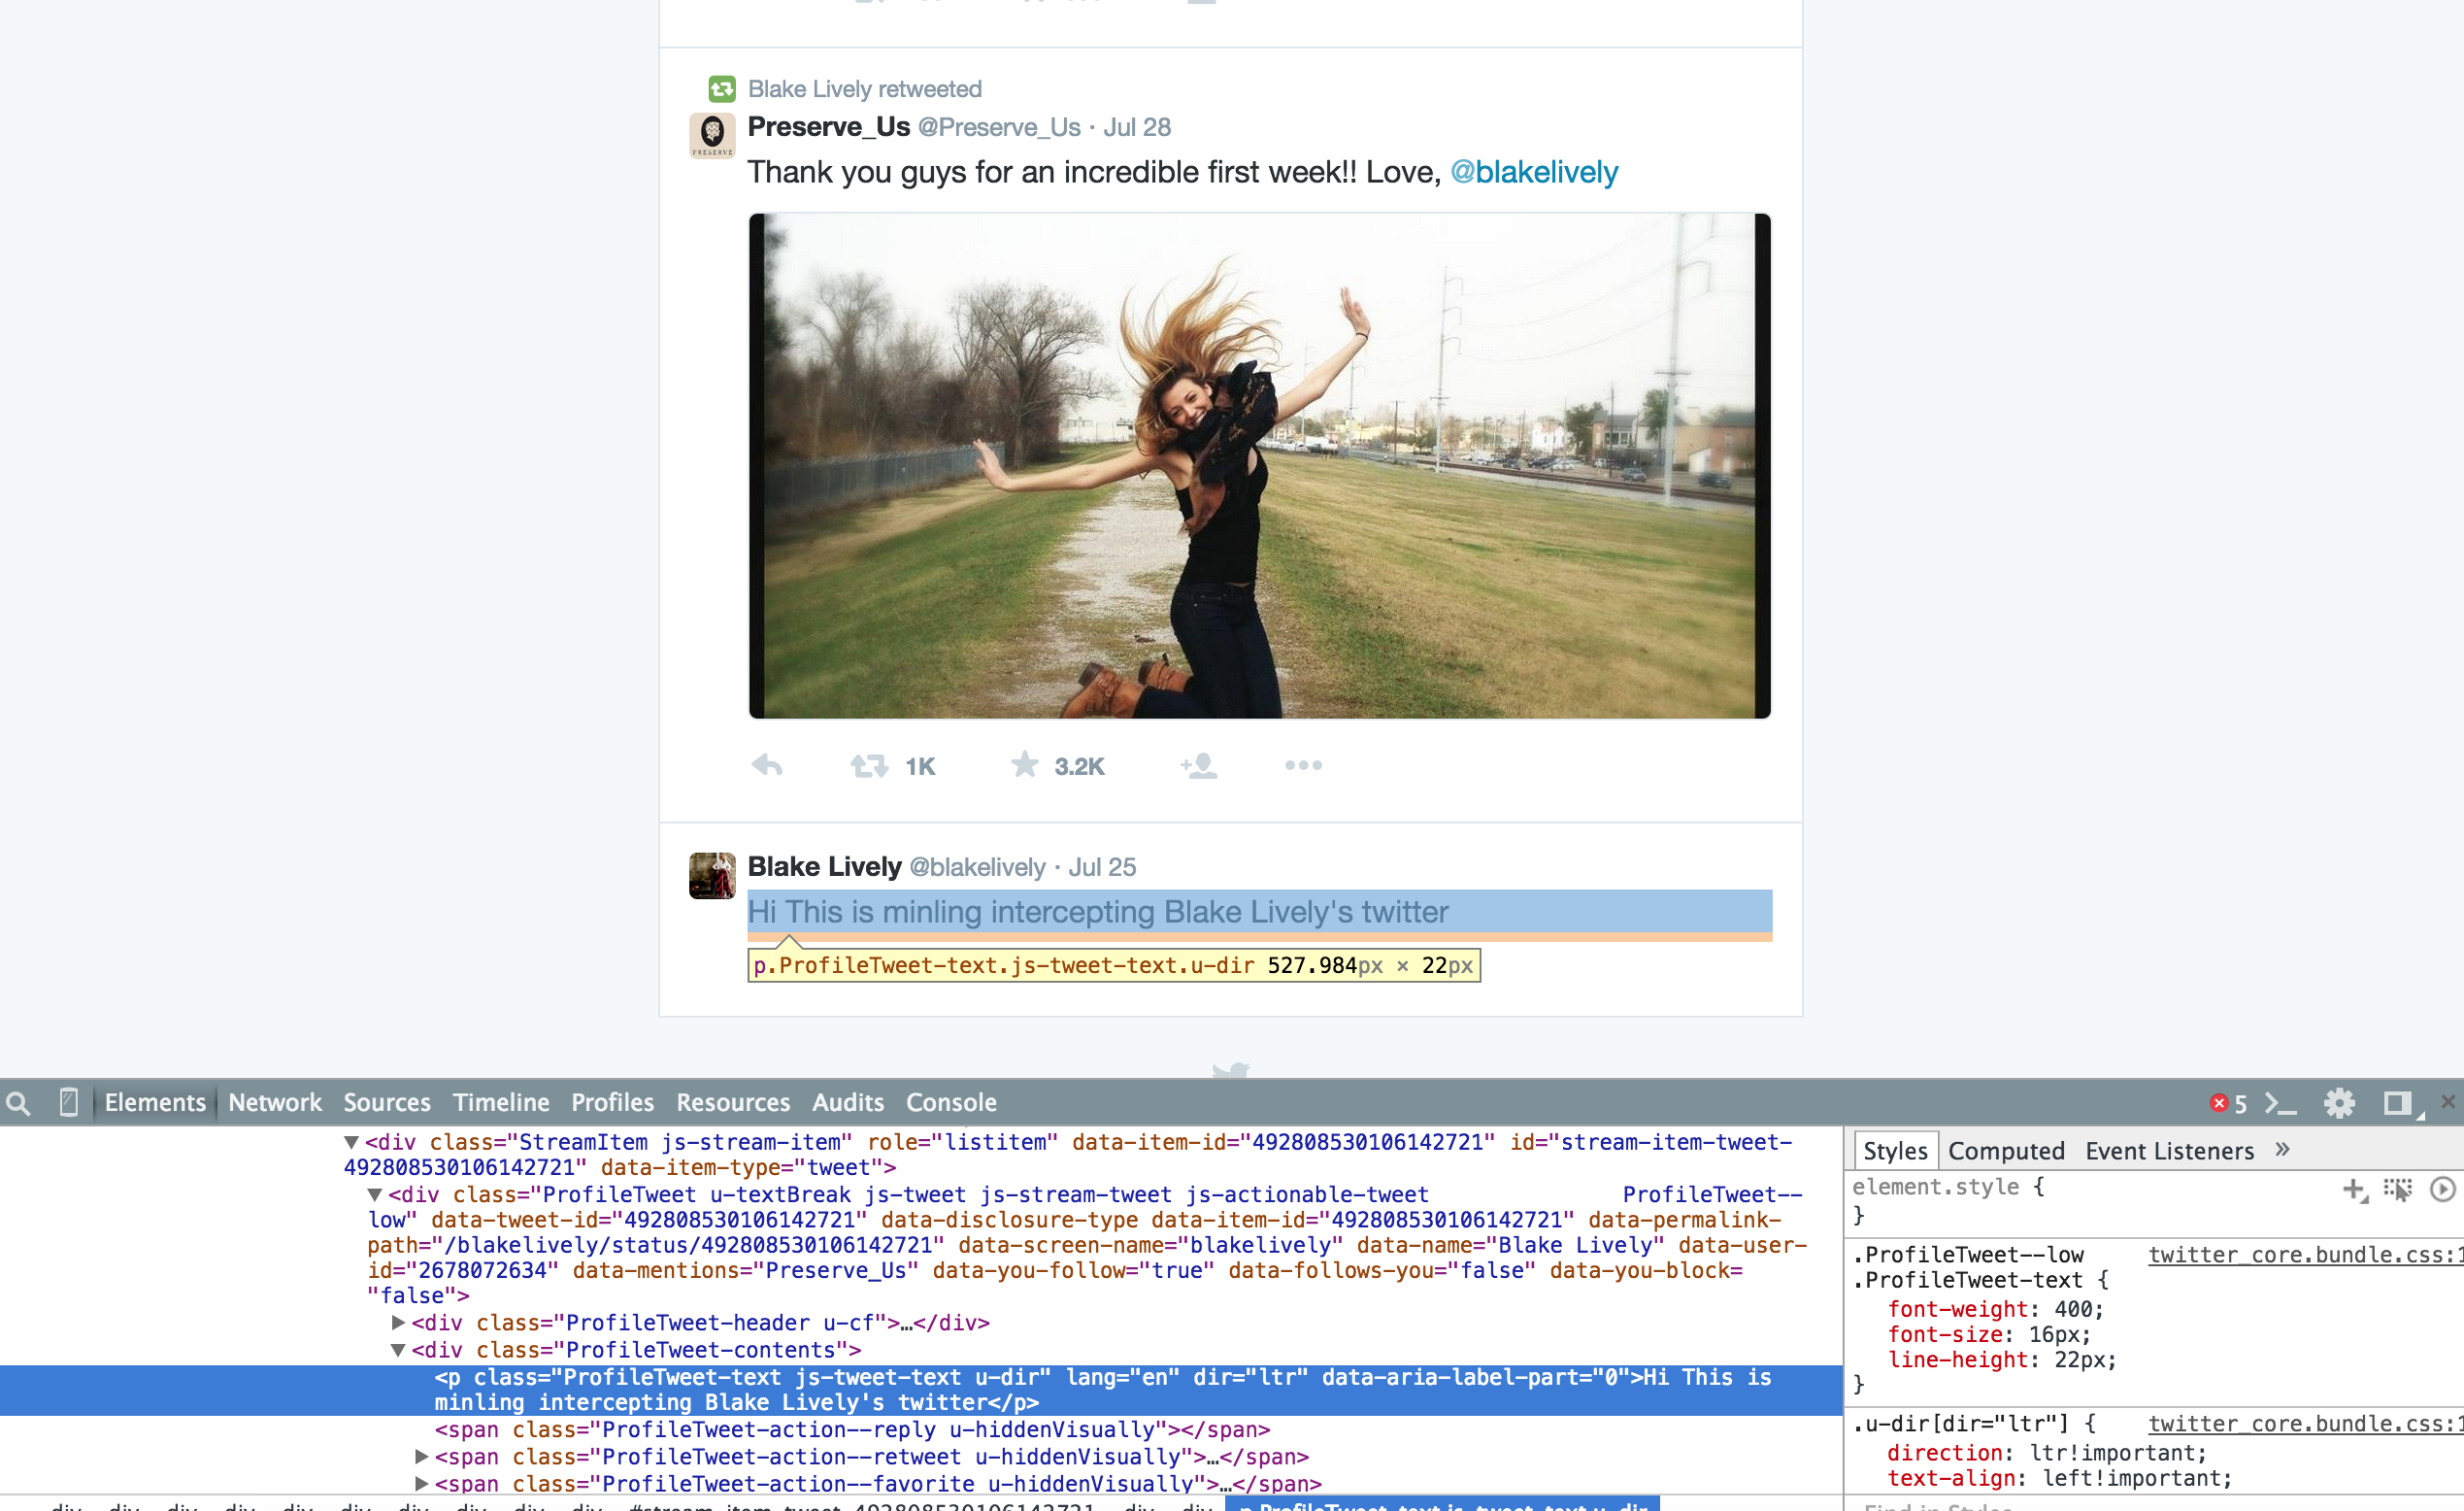 Blake Lively retweeted
Preserve_Us @Preserve_Us · Jul 28
PRESERVE
Thank you guys for an incredible first week!! Love, @blakelively
1K 3.2K
Blake Lively @blakelively · Jul 25
Hi This is minling intercepting Blake Lively's twitter
p.ProfileTweet-text.js-tweet-text.u-dir 527.984px × 22px
Elements Network Sources Timeline Profiles Resources Audits Console 5
<div class="StreamItem js-stream-item" role="listitem" data-item-id="492808530106142721" id="stream-item-tweet-
492808530106142721" data-item-type="tweet">
<div class="ProfileTweet u-textBreak js-tweet js-stream-tweet js-actionable-tweet ProfileTweet--
low" data-tweet-id="492808530106142721" data-disclosure-type data-item-id="492808530106142721" data-permalink-
path="/blakelively/status/492808530106142721" data-screen-name="blakelively" data-name="Blake Lively" data-user-
id="2678072634" data-mentions="Preserve_Us" data-you-follow="true" data-follows-you="false" data-you-block=
"false">
<div class="ProfileTweet-header u-cf">…</div>
<div class="ProfileTweet-contents">
<p class="ProfileTweet-text js-tweet-text u-dir" lang="en" dir="ltr" data-aria-label-part="0">Hi This is
minling intercepting Blake Lively's twitter</p>
<span class="ProfileTweet-action--reply u-hiddenVisually"></span>
<span class="ProfileTweet-action--retweet u-hiddenVisually">…</span>
<span class="ProfileTweet-action--favorite u-hiddenVisually">…</span>
div div div div div div div div div div #stream-item-tweet-492808530106142721 div div p.ProfileTweet-text.js-tweet-text.u-dir
Styles Computed Event Listeners »
element.style {
}
.ProfileTweet--low twitter_core.bundle.css:1
.ProfileTweet-text {
font-weight: 400;
font-size: 16px;
line-height: 22px;
}
.u-dir[dir="ltr"] { twitter_core.bundle.css:1
direction: ltr!important;
text-align: left!important;
Find in Styles